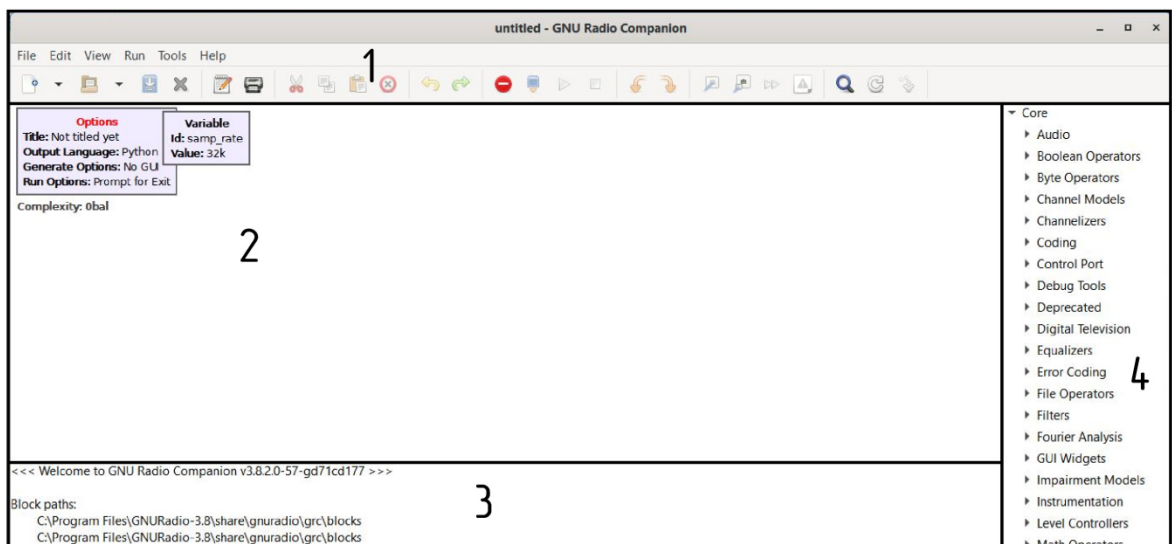 untitled - GNU Radio Companion
File Edit View Run Tools Help
1
Options
Title: Not titled yet
Output Language: Python
Generate Options: No GUI
Run Options: Prompt for Exit
Variable
Id: samp_rate
Value: 32k
Complexity: 0bal
2
<<< Welcome to GNU Radio Companion v3.8.2.0-57-gd71cd177 >>>
Block paths:
C:\Program Files\GNURadio-3.8\share\gnuradio\grc\blocks
C:\Program Files\GNURadio-3.8\share\gnuradio\grc\blocks
3
Core
Audio
Boolean Operators
Byte Operators
Channel Models
Channelizers
Coding
Control Port
Debug Tools
Deprecated
Digital Television
Equalizers
Error Coding
File Operators
Filters
Fourier Analysis
GUI Widgets
Impairment Models
Instrumentation
Level Controllers
Math Operators
4